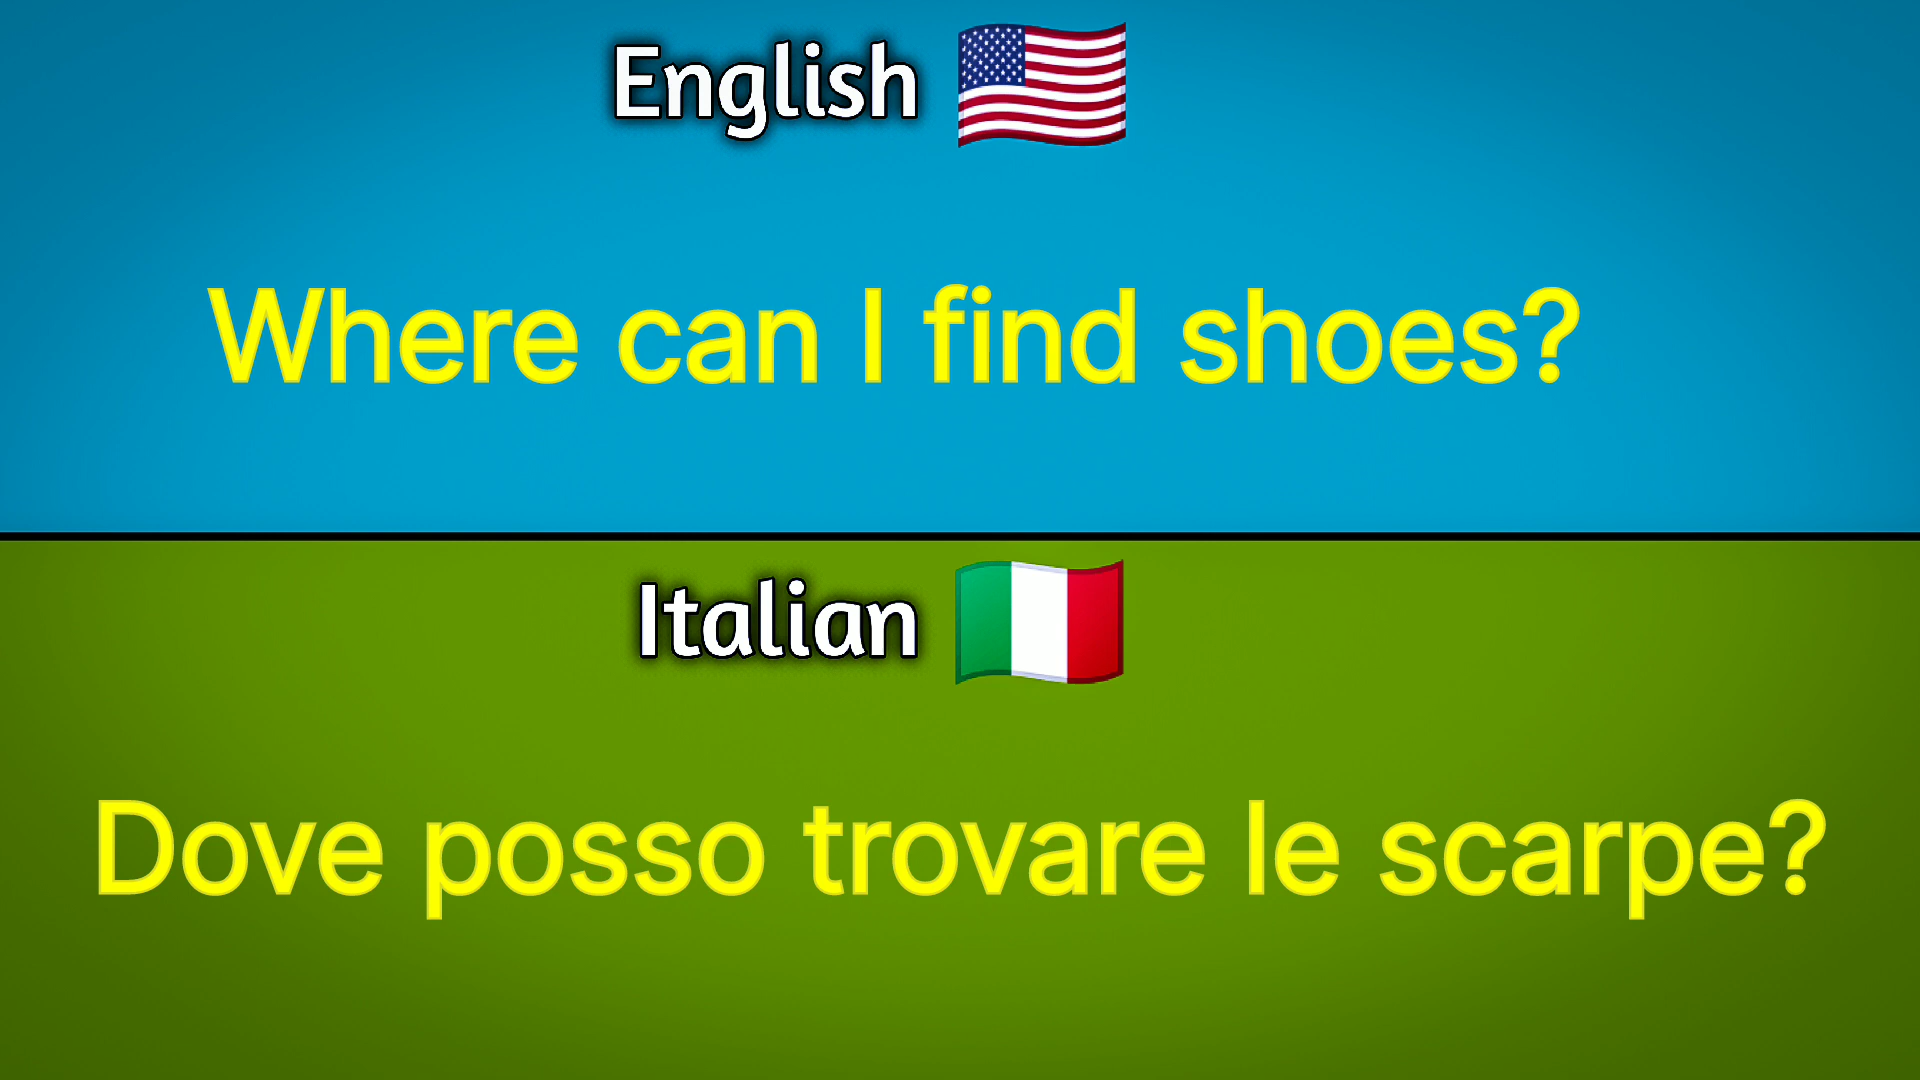 English
Where can I find shoes?
Italian
Dove posso trovare le scarpe?